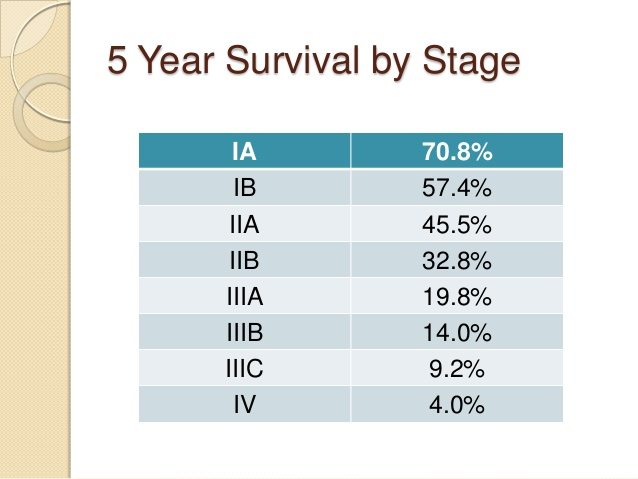 5 Year Survival by Stage
IA 70.8%
IB 57.4%
IIA 45.5%
IIB 32.8%
IIIA 19.8%
IIIB 14.0%
IIIC 9.2%
IV 4.0%